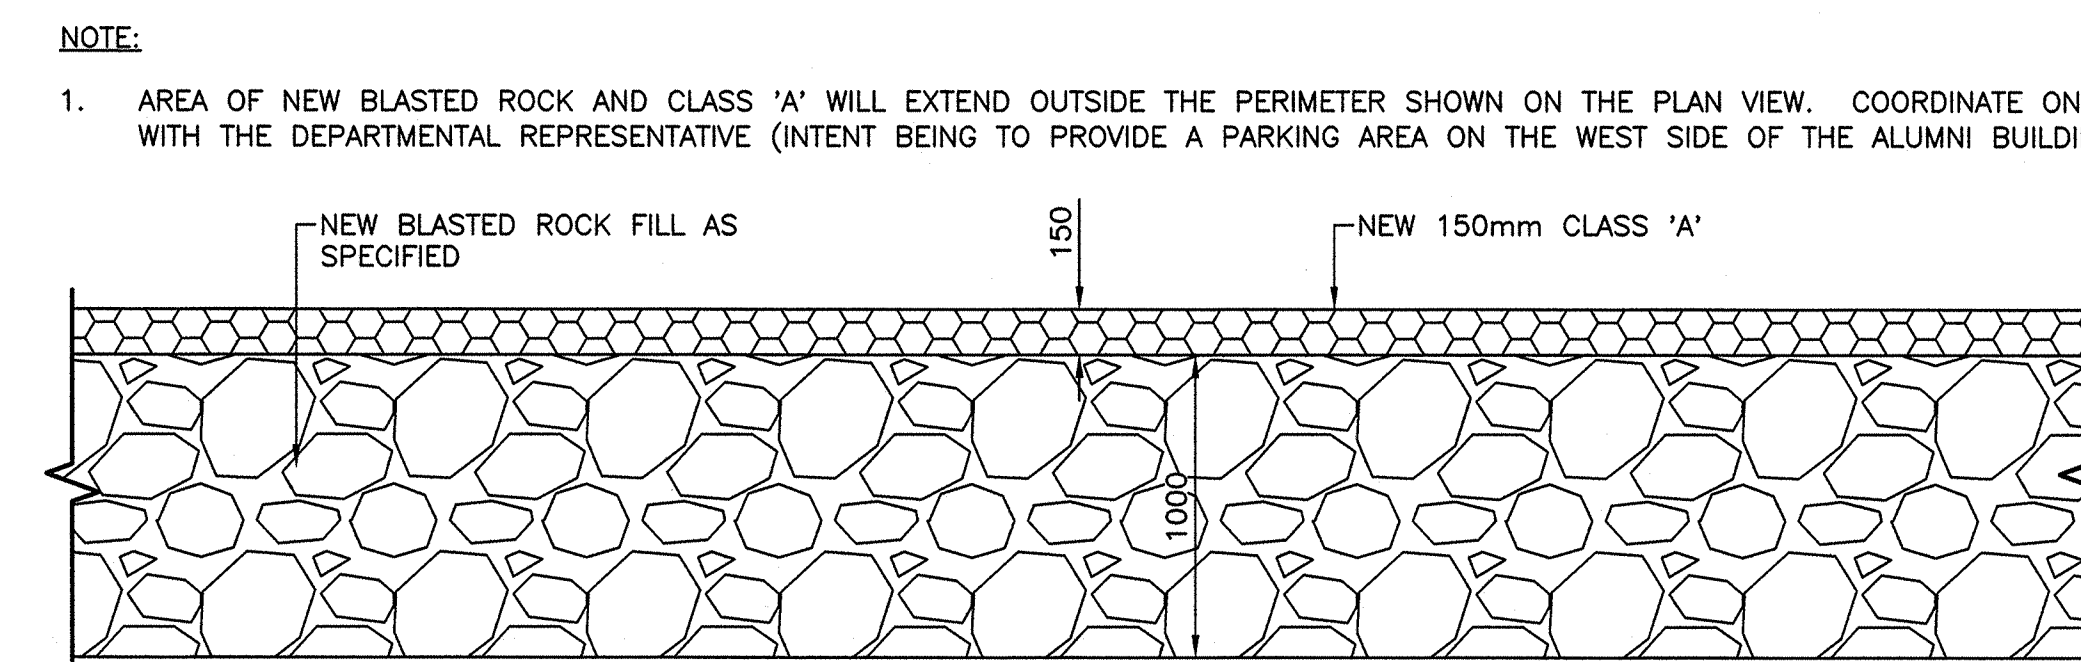 NOTE:
1. AREA OF NEW BLASTED ROCK AND CLASS 'A' WILL EXTEND OUTSIDE THE PERIMETER SHOWN ON THE PLAN VIEW. COORDINATE ON
WITH THE DEPARTMENTAL REPRESENTATIVE (INTENT BEING TO PROVIDE A PARKING AREA ON THE WEST SIDE OF THE ALUMNI BUILDI
NEW BLASTED ROCK FILL AS
SPECIFIED
150
NEW 150mm CLASS 'A'
1000